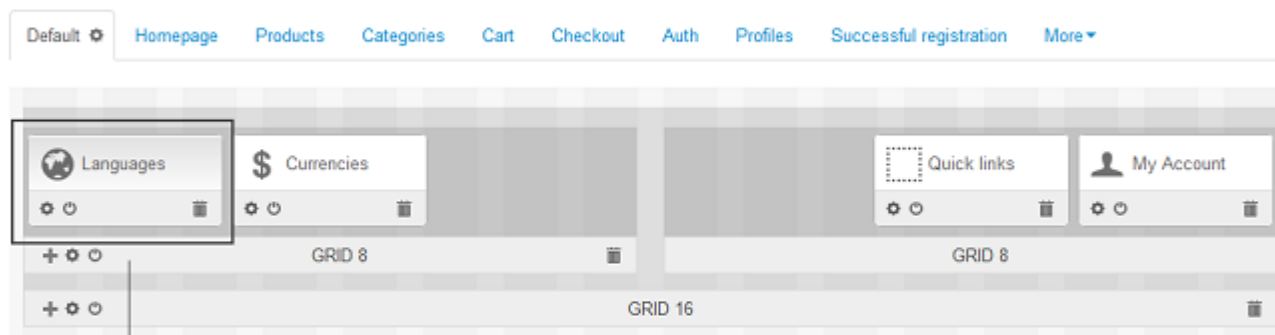 Default Homepage Products Categories Cart Checkout Auth Profiles Successful registration More
Languages $ Currencies Quick links My Account
GRID 8 GRID 8
GRID 16